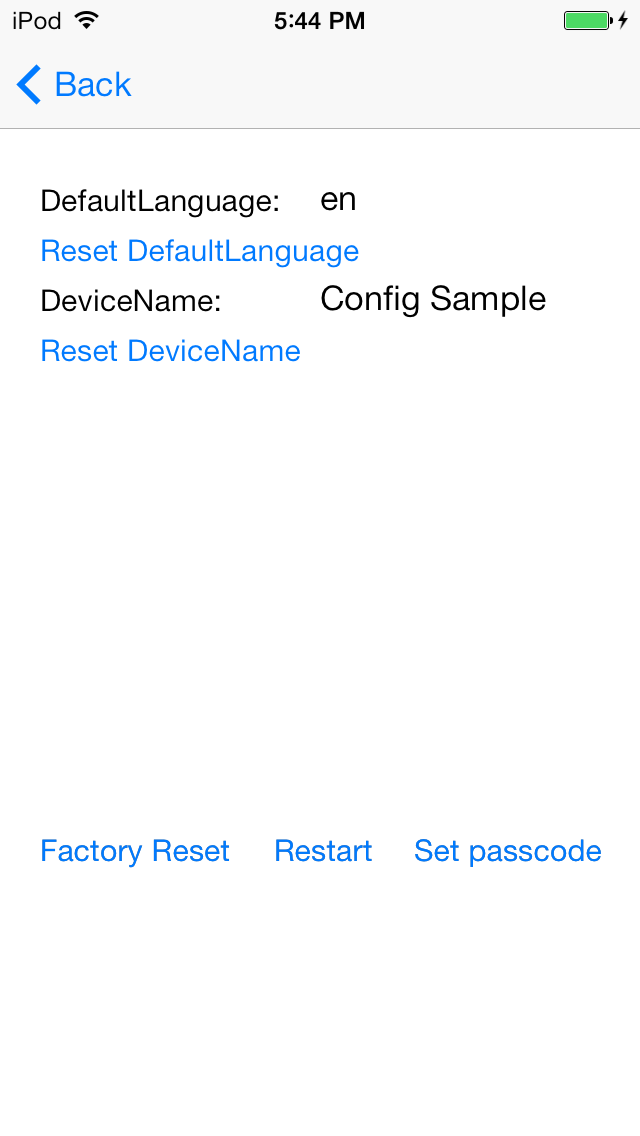 iPod 5:44 PM
Back
DefaultLanguage: en
Reset DefaultLanguage
DeviceName: Config Sample
Reset DeviceName
Factory Reset Restart Set passcode